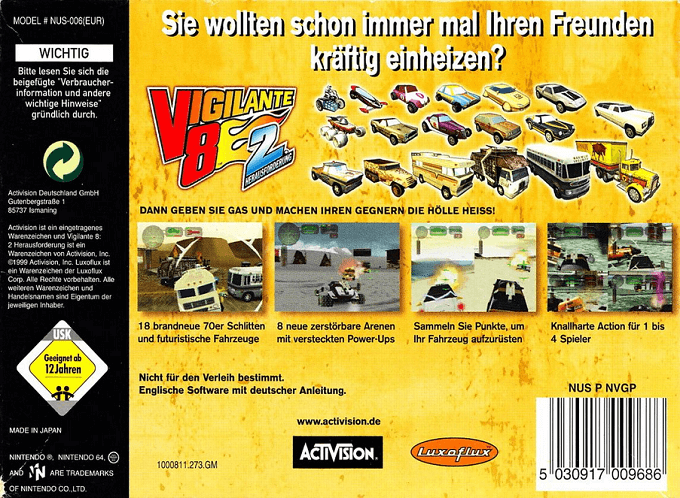 MODEL # NUS-006(EUR)
WICHTIG
Bitte lesen Sie sich die
beigefügte "Verbraucher-
information und andere
wichtige Hinweise"
gründlich durch.
Activision Deutschland GmbH
Gutenbergstraße 1
85737 Ismaning
Activision ist ein eingetragenes
Warenzeichen und Vigilante 8:
2 Herausforderung ist ein
Warenzeichen von Activision, Inc.
©1999 Activision, Inc. Luxoflux ist
ein Warenzeichen der Luxoflux
Corp. Alle Rechte vorbehalten. Alle
weiteren Warenzeichen und
Handelsnamen sind Eigentum der
jeweiligen Inhaber.
USK
Geeignet ab
12 Jahren
MADE IN JAPAN
NINTENDO ®, NINTENDO 64, ®
AND N ARE TRADEMARKS
OF NINTENDO CO.,LTD.
Sie wollten schon immer mal Ihren Freunden
kräftig einheizen?
VIGILANTE
8 2
HERAUSFORDERUNG
DANN GEBEN SIE GAS UND MACHEN IHREN GEGNERN DIE HÖLLE HEISS!
18 brandneue 70er Schlitten
und futuristische Fahrzeuge
8 neue zerstörbare Arenen
mit versteckten Power-Ups
Sammeln Sie Punkte, um
Ihr Fahrzeug aufzurüsten
Knallharte Action für 1 bis
4 Spieler
Nicht für den Verleih bestimmt.
Englische Software mit deutscher Anleitung.
www.activision.de
1000811.273.GM
ACTIVISION.
Luxoflux
NUS P NVGP
5 030917 009686